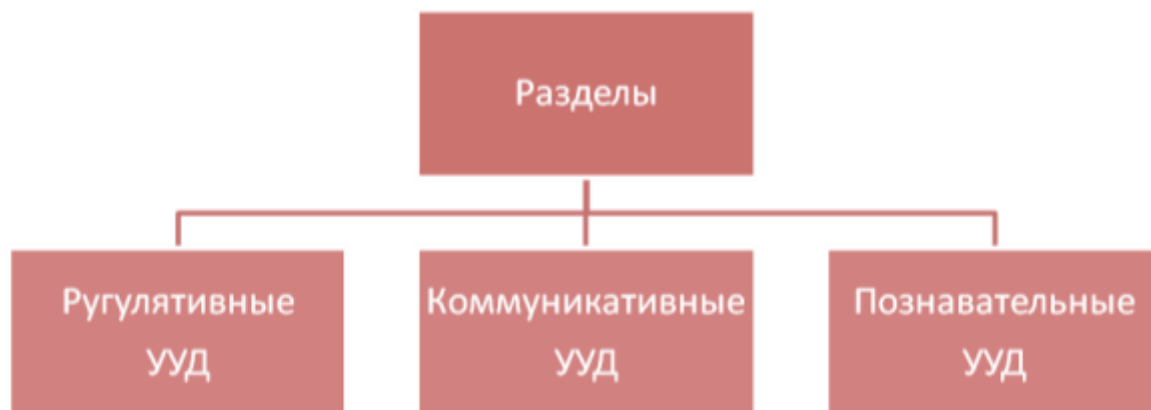 Разделы
Ругулятивные
УУД
Коммуникативные
УУД
Познавательные
УУД